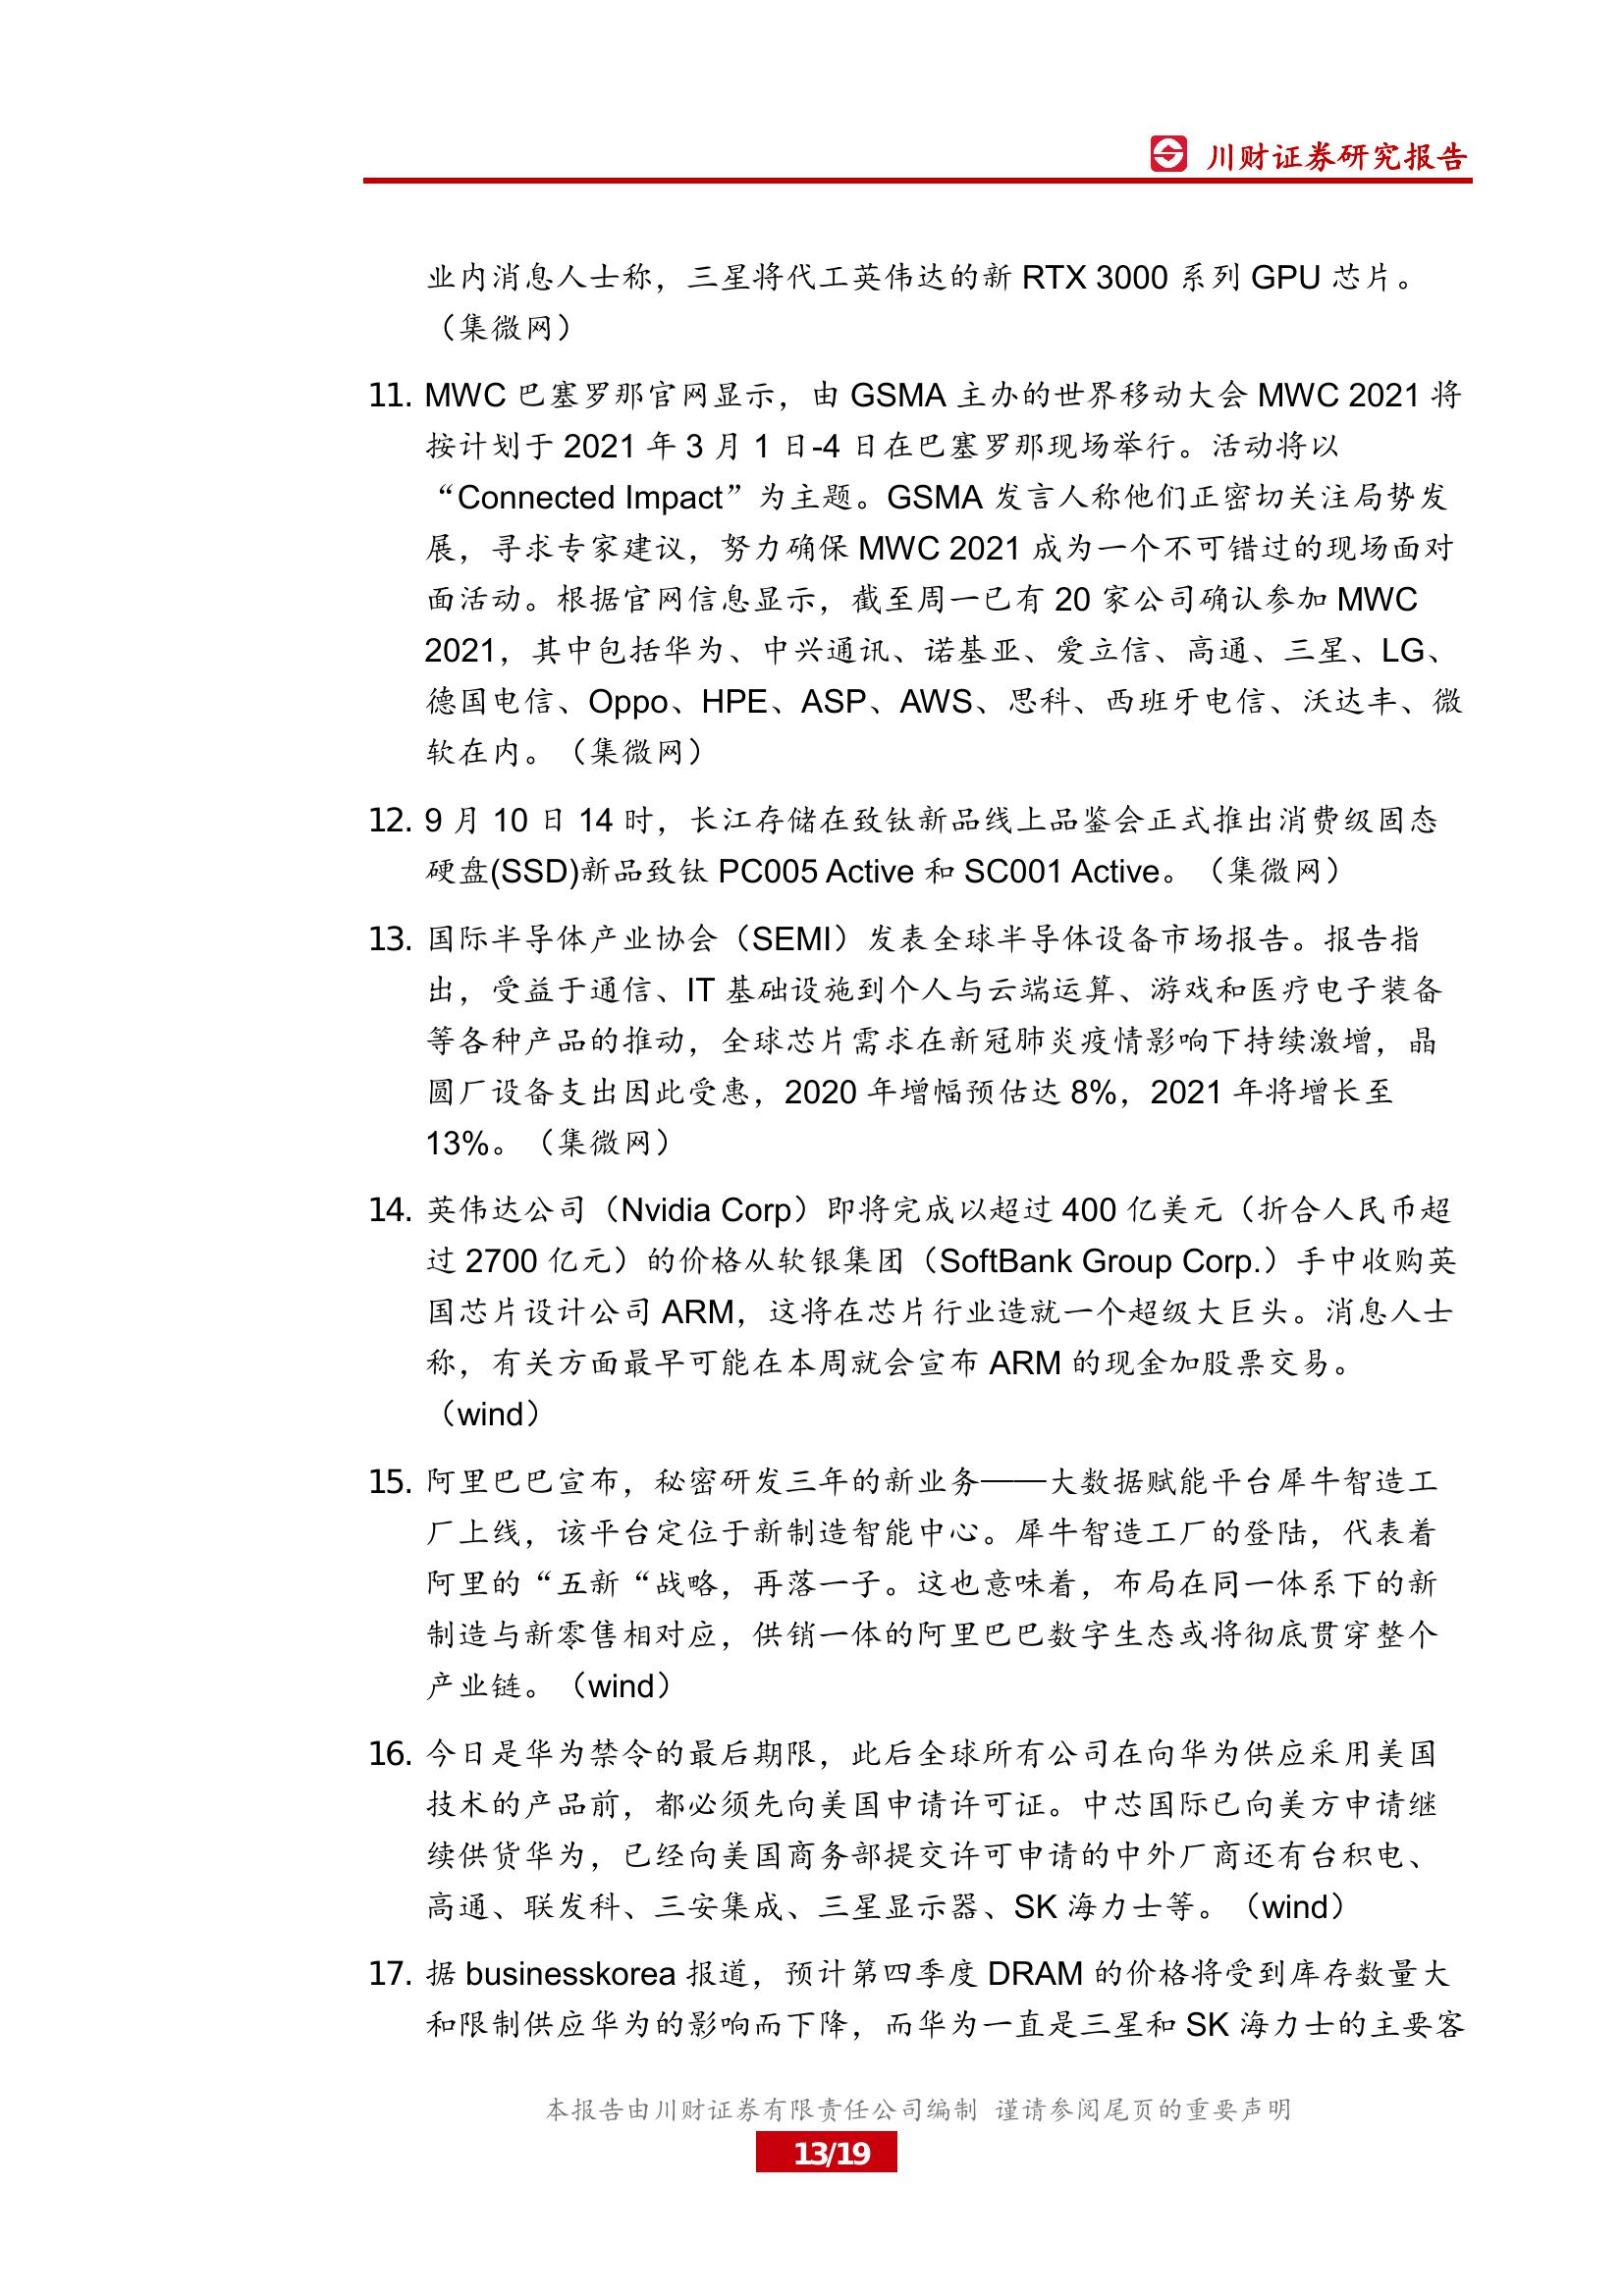 川财证券研究报告
业内消息人士称，三星将代工英伟达的新 RTX 3000 系列 GPU 芯片。
（集微网）
11. MWC 巴塞罗那官网显示，由 GSMA 主办的世界移动大会 MWC 2021 将
按计划于 2021 年 3 月 1 日-4 日在巴塞罗那现场举行。活动将以
“Connected Impact”为主题。GSMA 发言人称他们正密切关注局势发
展，寻求专家建议，努力确保 MWC 2021 成为一个不可错过的现场面对
面活动。根据官网信息显示，截至周一已有 20 家公司确认参加 MWC
2021，其中包括华为、中兴通讯、诺基亚、爱立信、高通、三星、LG、
德国电信、Oppo、HPE、ASP、AWS、思科、西班牙电信、沃达丰、微
软在内。（集微网）
12. 9 月 10 日 14 时，长江存储在致钛新品线上品鉴会正式推出消费级固态
硬盘(SSD)新品致钛 PC005 Active 和 SC001 Active。（集微网）
13. 国际半导体产业协会（SEMI）发表全球半导体设备市场报告。报告指
出，受益于通信、IT 基础设施到个人与云端运算、游戏和医疗电子装备
等各种产品的推动，全球芯片需求在新冠肺炎疫情影响下持续激增，晶
圆厂设备支出因此受惠，2020 年增幅预估达 8%，2021 年将增长至
13%。（集微网）
14. 英伟达公司（Nvidia Corp）即将完成以超过 400 亿美元（折合人民币超
过 2700 亿元）的价格从软银集团（SoftBank Group Corp.）手中收购英
国芯片设计公司 ARM，这将在芯片行业造就一个超级大巨头。消息人士
称，有关方面最早可能在本周就会宣布 ARM 的现金加股票交易。
（wind）
15. 阿里巴巴宣布，秘密研发三年的新业务——大数据赋能平台犀牛智造工
厂上线，该平台定位于新制造智能中心。犀牛智造工厂的登陆，代表着
阿里的“五新“战略，再落一子。这也意味着，布局在同一体系下的新
制造与新零售相对应，供销一体的阿里巴巴数字生态或将彻底贯穿整个
产业链。（wind）
16. 今日是华为禁令的最后期限，此后全球所有公司在向华为供应采用美国
技术的产品前，都必须先向美国申请许可证。中芯国际已向美方申请继
续供货华为，已经向美国商务部提交许可申请的中外厂商还有台积电、
高通、联发科、三安集成、三星显示器、SK 海力士等。（wind）
17. 据 businesskorea 报道，预计第四季度 DRAM 的价格将受到库存数量大
和限制供应华为的影响而下降，而华为一直是三星和 SK 海力士的主要客
本报告由川财证券有限责任公司编制 谨请参阅尾页的重要声明
13/19